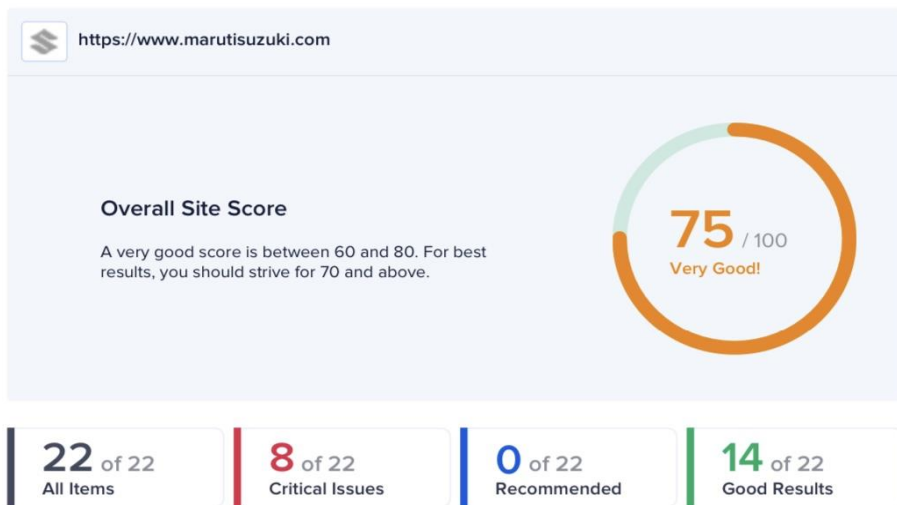 https://www.marutisuzuki.com
Overall Site Score
A very good score is between 60 and 80. For best
results, you should strive for 70 and above.
75 / 100
Very Good!
22 of 22
All Items
8 of 22
Critical Issues
0 of 22
Recommended
14 of 22
Good Results